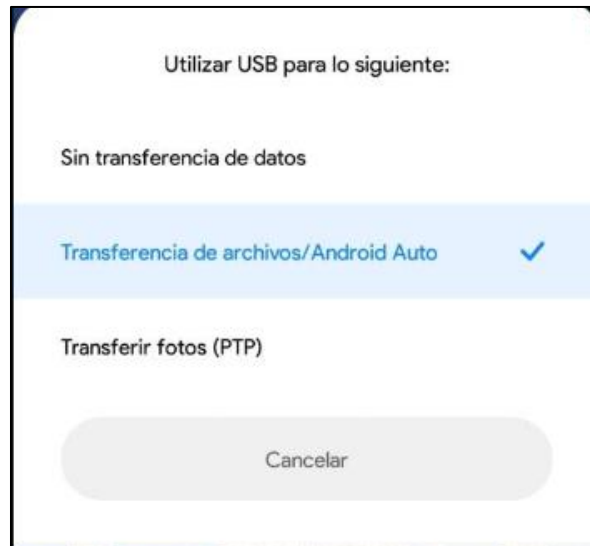 Utilizar USB para lo siguiente:
Sin transferencia de datos
Transferencia de archivos/Android Auto
Transferir fotos (PTP)
Cancelar